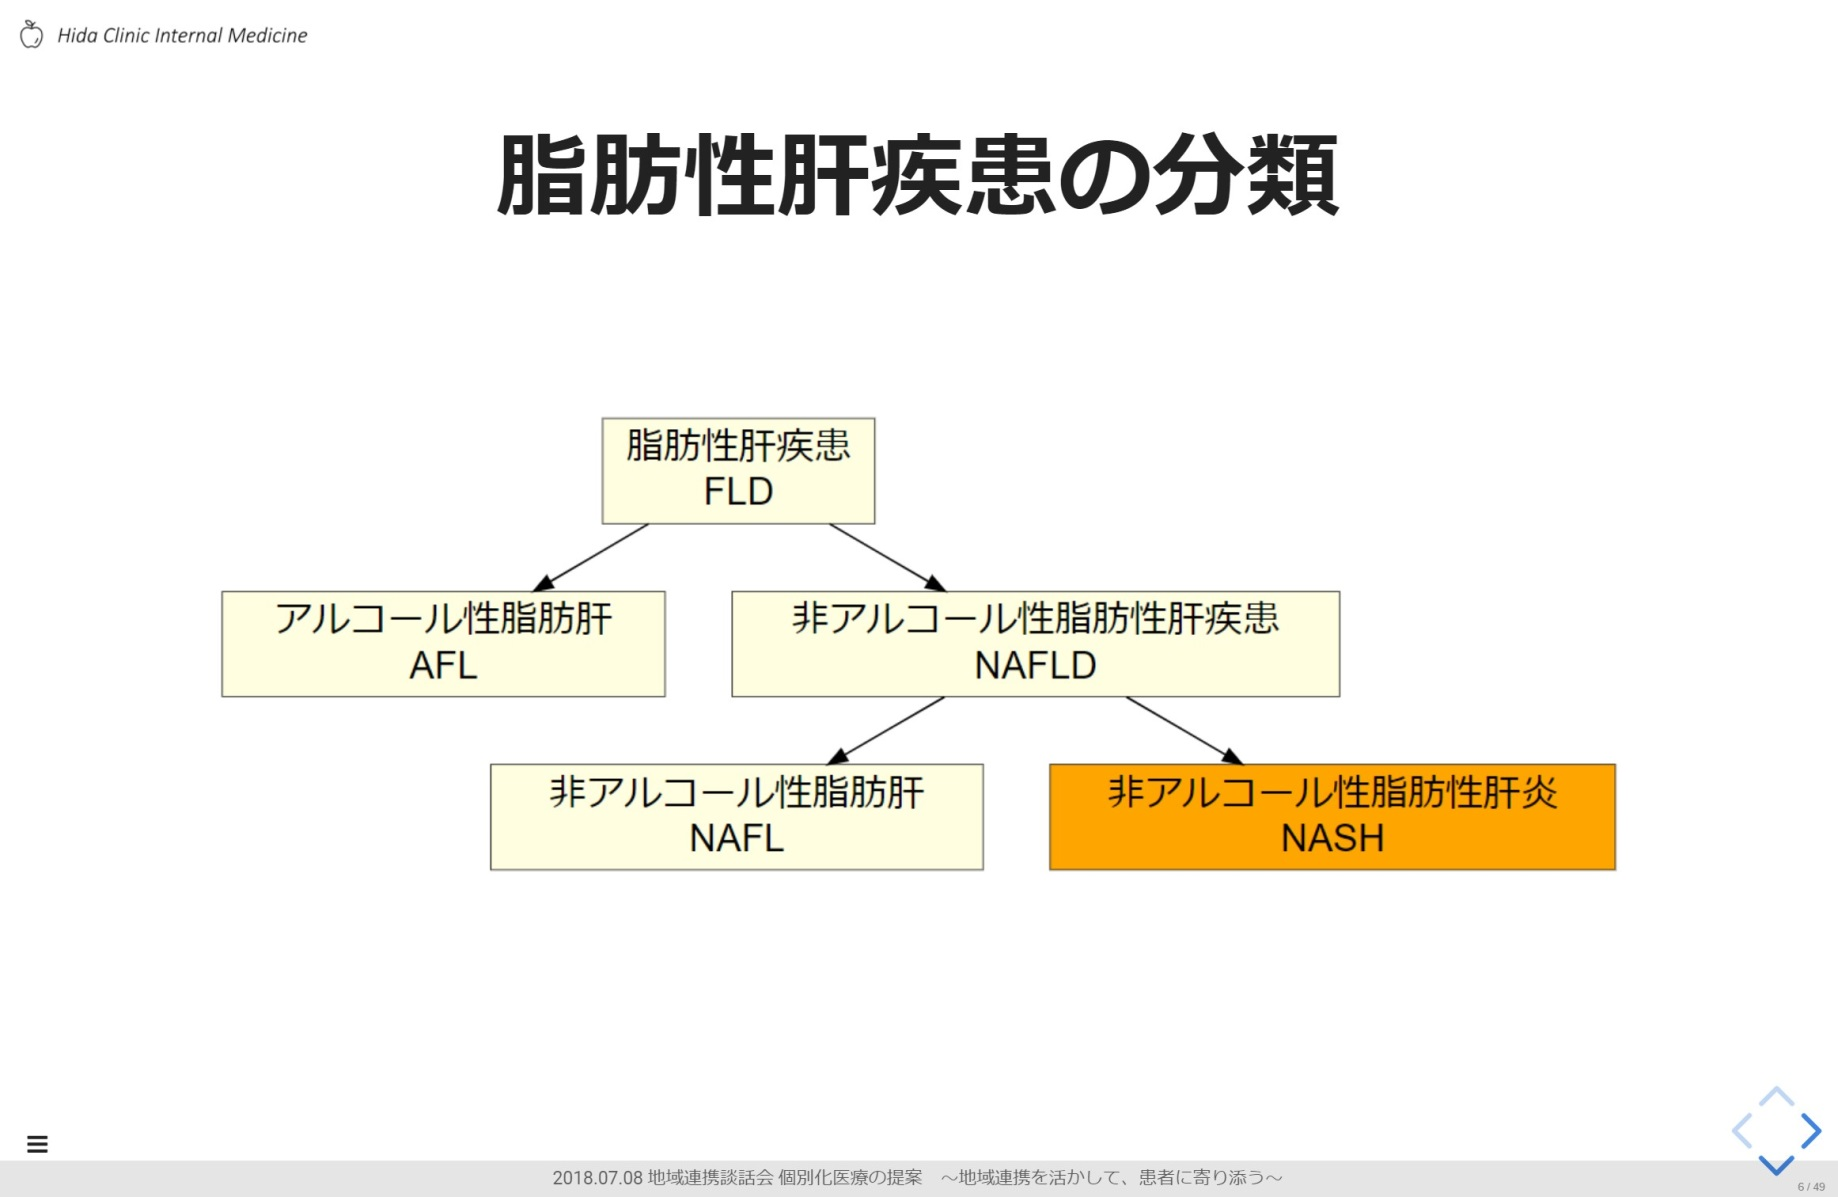 Hida Clinic Internal Medicine
脂肪性肝疾患の分類
脂肪性肝疾患
FLD
アルコール性脂肪肝
AFL
非アルコール性脂肪性肝疾患
NAFLD
非アルコール性脂肪肝
NAFL
非アルコール性脂肪性肝炎
NASH
2018.07.08 地域連携談話会 個別化医療の提案　～地域連携を活かして、患者に寄り添う～
6 / 49